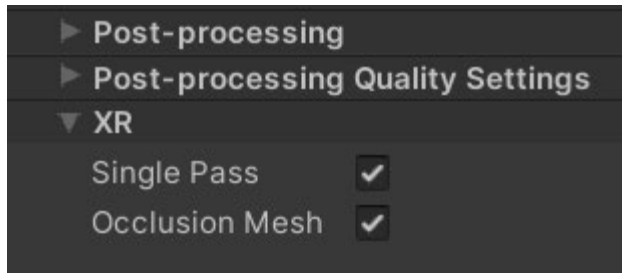 Post-processing
Post-processing Quality Settings
XR
Single Pass
Occlusion Mesh